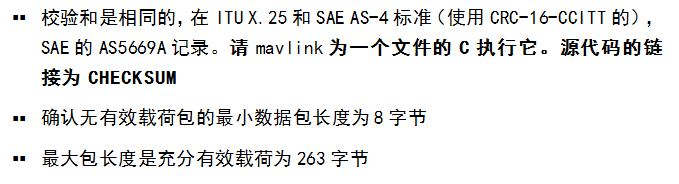 ▪▪ 校验和是相同的，在 ITU X.25 和 SAE AS-4 标准（使用 CRC-16-CCITT 的），
SAE 的 AS5669A 记录。请 mavlink 为一个文件的 C 执行它。源代码的链
接为 CHECKSUM
▪▪ 确认无有效载荷包的最小数据包长度为 8 字节
▪▪ 最大包长度是充分有效载荷为 263 字节